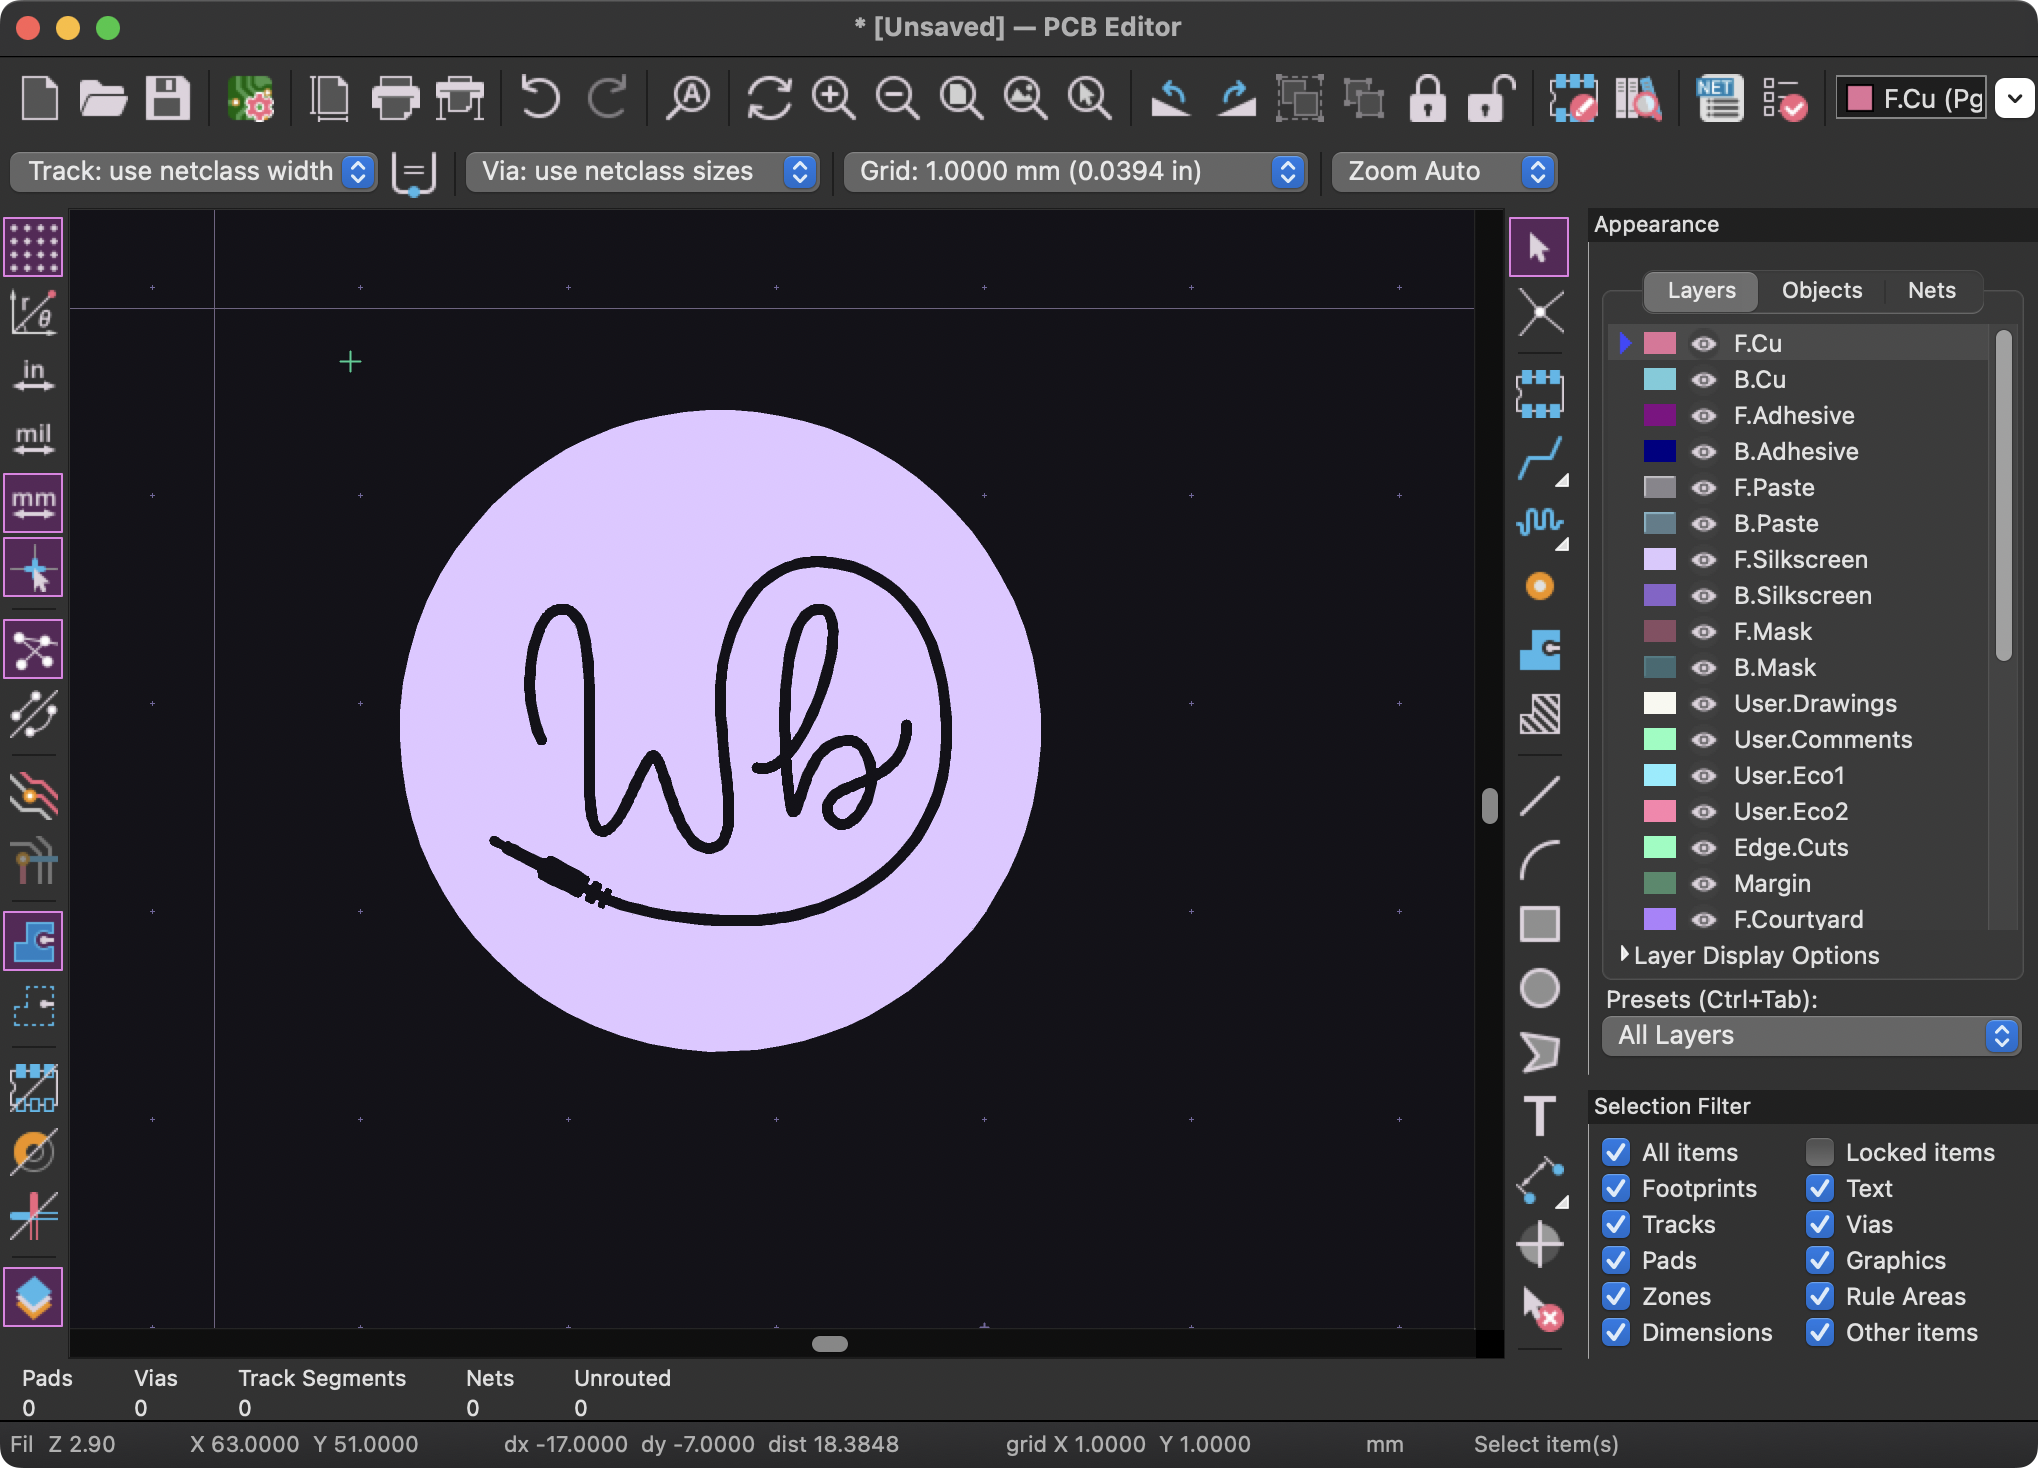 * [Unsaved] — PCB Editor
A
NET
F.Cu (Pg
Track: use netclass width
Via: use netclass sizes
Grid: 1.0000 mm (0.0394 in)
Zoom Auto
r
θ
in
mil
mm
Wb
T
Appearance
Layers Objects Nets
F.Cu
B.Cu
F.Adhesive
B.Adhesive
F.Paste
B.Paste
F.Silkscreen
B.Silkscreen
F.Mask
B.Mask
User.Drawings
User.Comments
User.Eco1
User.Eco2
Edge.Cuts
Margin
F.Courtyard
Layer Display Options
Presets (Ctrl+Tab):
All Layers
Selection Filter
All items Locked items
Footprints Text
Tracks Vias
Pads Graphics
Zones Rule Areas
Dimensions Other items
Pads Vias Track Segments Nets Unrouted
0 0 0 0 0
Fil Z 2.90 X 63.0000 Y 51.0000 dx -17.0000 dy -7.0000 dist 18.3848 grid X 1.0000 Y 1.0000 mm Select item(s)